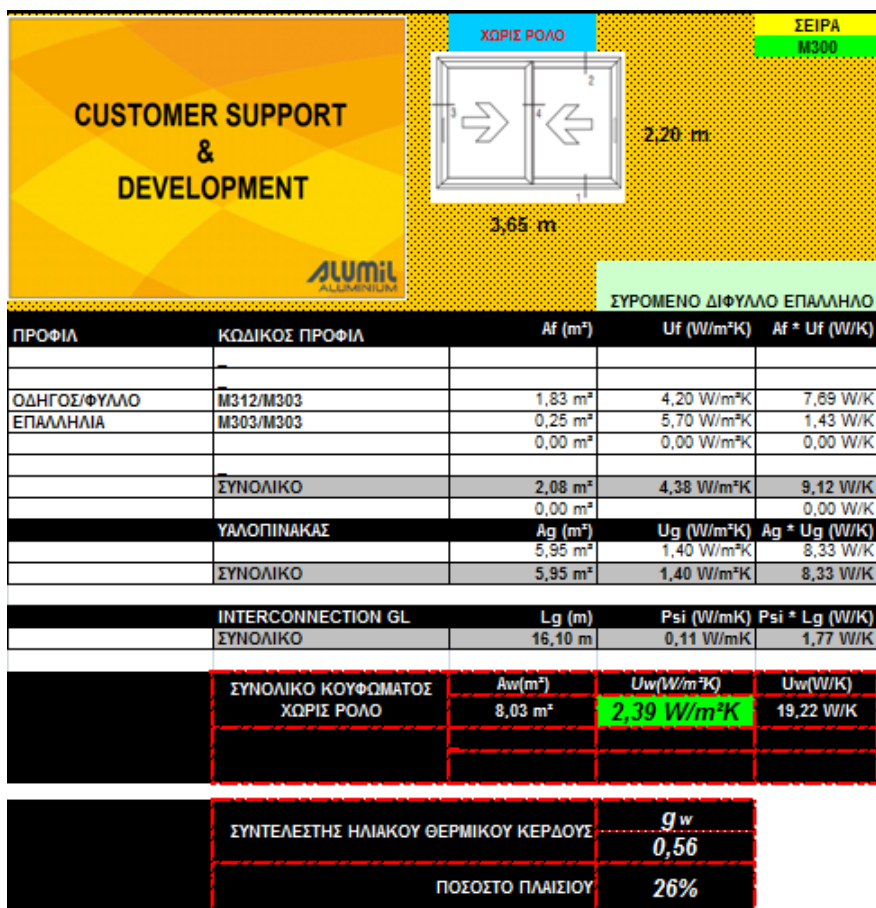 CUSTOMER SUPPORT
&
DEVELOPMENT
ALUMIL
ALUMINIUM
ΧΩΡΙΣ ΡΟΛΟ
ΣΕΙΡΑ
M300
2
3
4
1
2,20 m
3,65 m
ΣΥΡΟΜΕΝΟ ΔΙΦΥΛΛΟ ΕΠΑΛΛΗΛΟ
ΠΡΟΦΙΛ ΚΩΔΙΚΟΣ ΠΡΟΦΙΛ Af (m²) Uf (W/m²K) Af * Uf (W/K)
_
_
ΟΔΗΓΟΣ/ΦΥΛΛΟ M312/M303 1,83 m² 4,20 W/m²K 7,69 W/K
ΕΠΑΛΛΗΛΙΑ M303/M303 0,25 m² 5,70 W/m²K 1,43 W/K
0,00 m² 0,00 W/m²K 0,00 W/K
_
ΣΥΝΟΛΙΚΟ 2,08 m² 4,38 W/m²K 9,12 W/K
0,00 m² 0,00 W/K
ΥΑΛΟΠΙΝΑΚΑΣ Ag (m²) Ug (W/m²K) Ag * Ug (W/K)
5,95 m² 1,40 W/m²K 8,33 W/K
ΣΥΝΟΛΙΚΟ 5,95 m² 1,40 W/m²K 8,33 W/K
INTERCONNECTION GL Lg (m) Psi (W/mK) Psi * Lg (W/K)
ΣΥΝΟΛΙΚΟ 16,10 m 0,11 W/mK 1,77 W/K
ΣΥΝΟΛΙΚΟ ΚΟΥΦΩΜΑΤΟΣ Aw(m²) Uw(W/m²K) Uw(W/K)
ΧΩΡΙΣ ΡΟΛΟ 8,03 m² 2,39 W/m²K 19,22 W/K
_
ΣΥΝΤΕΛΕΣΤΗΣ ΗΛΙΑΚΟΥ ΘΕΡΜΙΚΟΥ ΚΕΡΔΟΥΣ g w
0,56
ΠΟΣΟΣΤΟ ΠΛΑΙΣΙΟΥ 26%